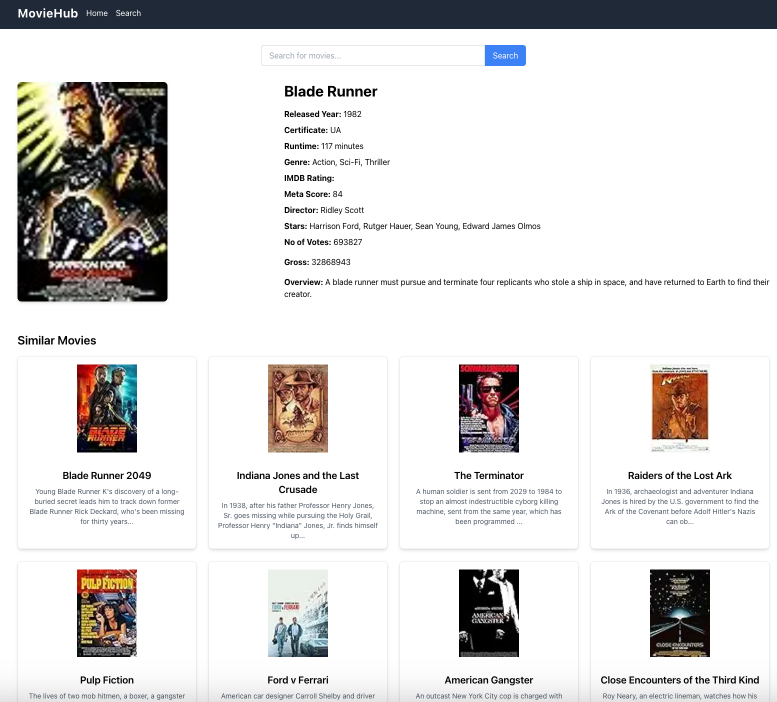 MovieHub Home Search
Search for movies... Search
Blade Runner
Released Year: 1982
Certificate: UA
Runtime: 117 minutes
Genre: Action, Sci-Fi, Thriller
IMDB Rating:
Meta Score: 84
Director: Ridley Scott
Stars: Harrison Ford, Rutger Hauer, Sean Young, Edward James Olmos
No of Votes: 693827
Gross: 32868943
Overview: A blade runner must pursue and terminate four replicants who stole a ship in space, and have returned to Earth to find their
creator.
HARRISON FORD
Similar Movies
BLADE
RUNNER
2049
Blade Runner 2049
Young Blade Runner K's discovery of a long-
buried secret leads him to track down former
Blade Runner Rick Deckard, who's been missing
for thirty years...
Indiana Jones and the Last
Crusade
In 1938, after his father Professor Henry Jones,
Sr. goes missing while pursuing the Holy Grail,
Professor Henry "Indiana" Jones, Jr. finds himself
up...
SCHWARZENEGGER
TERMINATOR
The Terminator
A human soldier is sent from 2029 to 1984 to
stop an almost indestructible cyborg killing
machine, sent from the same year, which has
been programmed ...
Raiders of the Lost Ark
In 1936, archaeologist and adventurer Indiana
Jones is hired by the U.S. government to find the
Ark of the Covenant before Adolf Hitler's Nazis
can ob...
PULP FICTION
Pulp Fiction
The lives of two mob hitmen, a boxer, a gangster
FORD v FERRARI
Ford v Ferrari
American car designer Carroll Shelby and driver
AMERICAN
GANGSTER
American Gangster
An outcast New York City cop is charged with
CLOSE ENCOUNTERS
Close Encounters of the Third Kind
Roy Neary, an electric lineman, watches how his